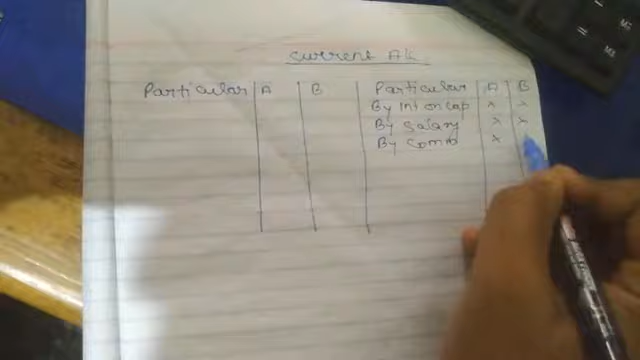 Current A/c
Particular A B Particular A B
By Int on Cap x x
By Salary x x
By Comm x